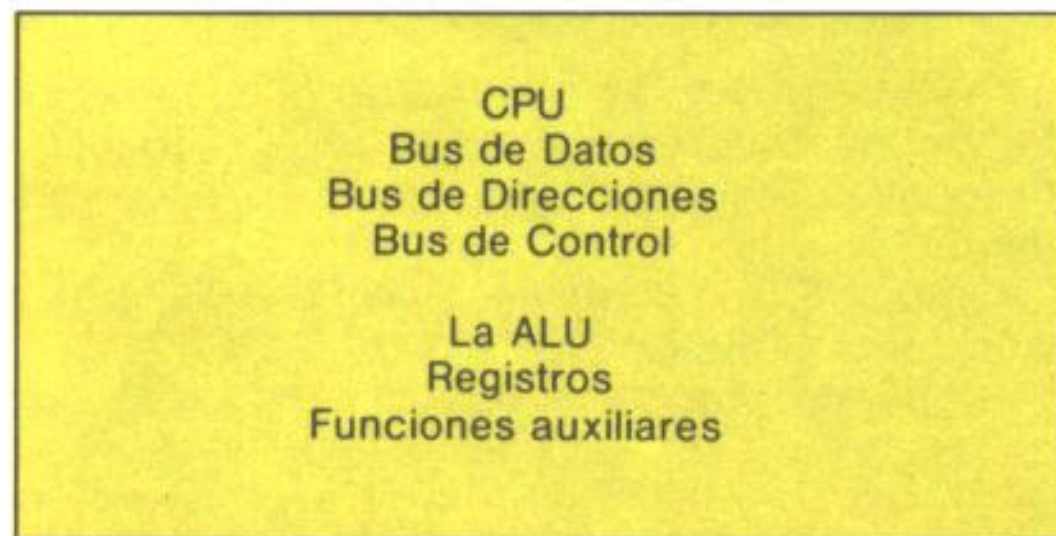 CPU
Bus de Datos
Bus de Direcciones
Bus de Control
La ALU
Registros
Funciones auxiliares